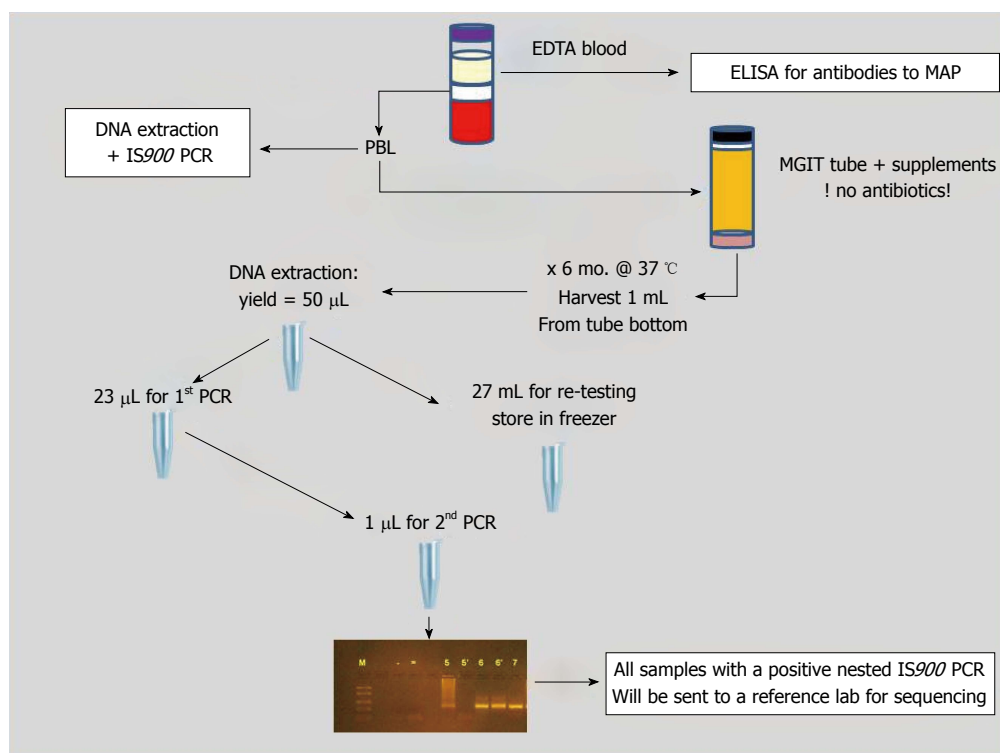 EDTA blood
ELISA for antibodies to MAP
DNA extraction
+ IS900 PCR
PBL
MGIT tube + supplements
! no antibiotics!
DNA extraction:
yield = 50 μL
x 6 mo. @ 37 ℃
Harvest 1 mL
From tube bottom
23 μL for 1st PCR
27 mL for re-testing
store in freezer
1 μL for 2nd PCR
M - = 5 5' 6 6' 7
All samples with a positive nested IS900 PCR
Will be sent to a reference lab for sequencing